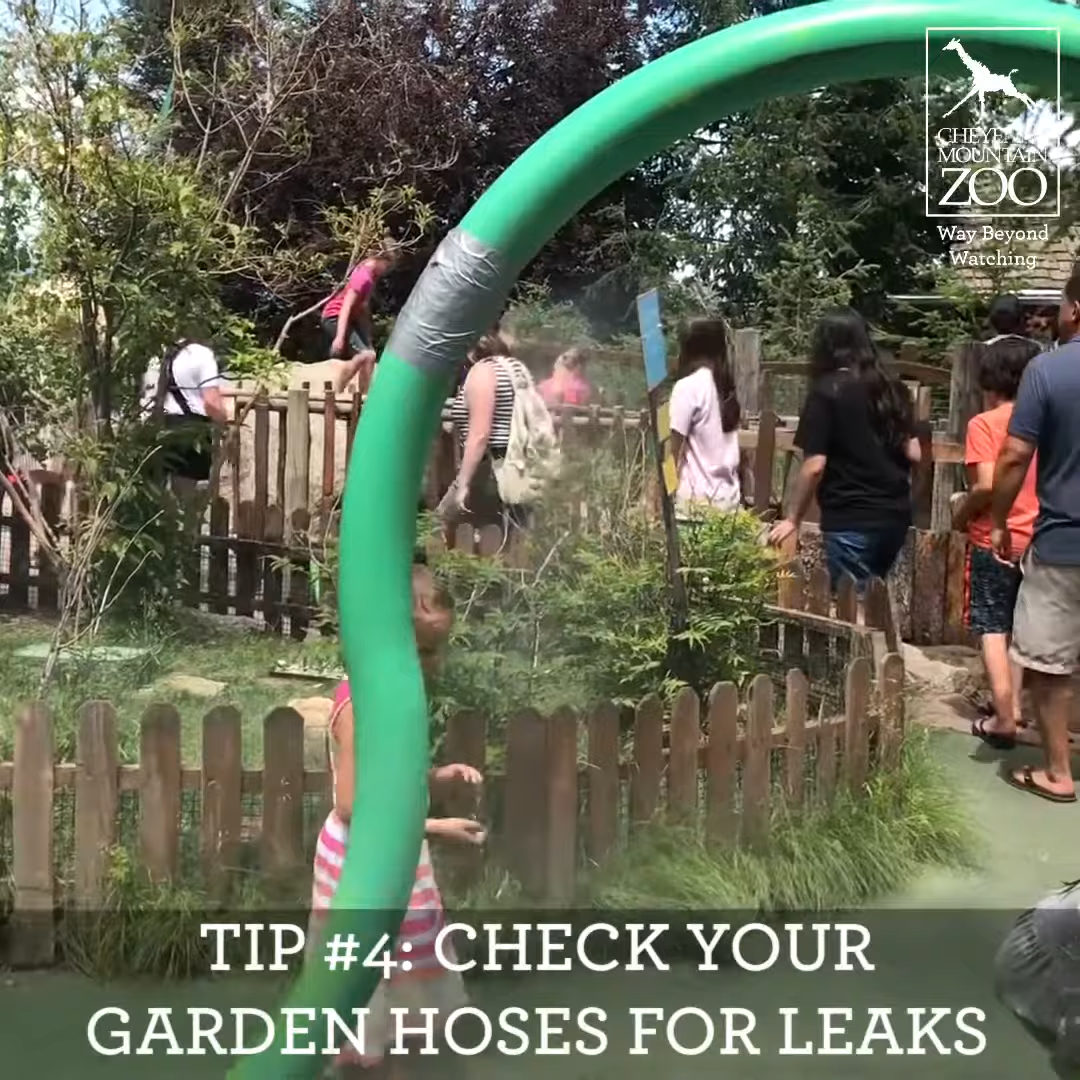 CHEYENNE
MOUNTAIN
ZOO
Way Beyond
Watching
TIP #4: CHECK YOUR
GARDEN HOSES FOR LEAKS